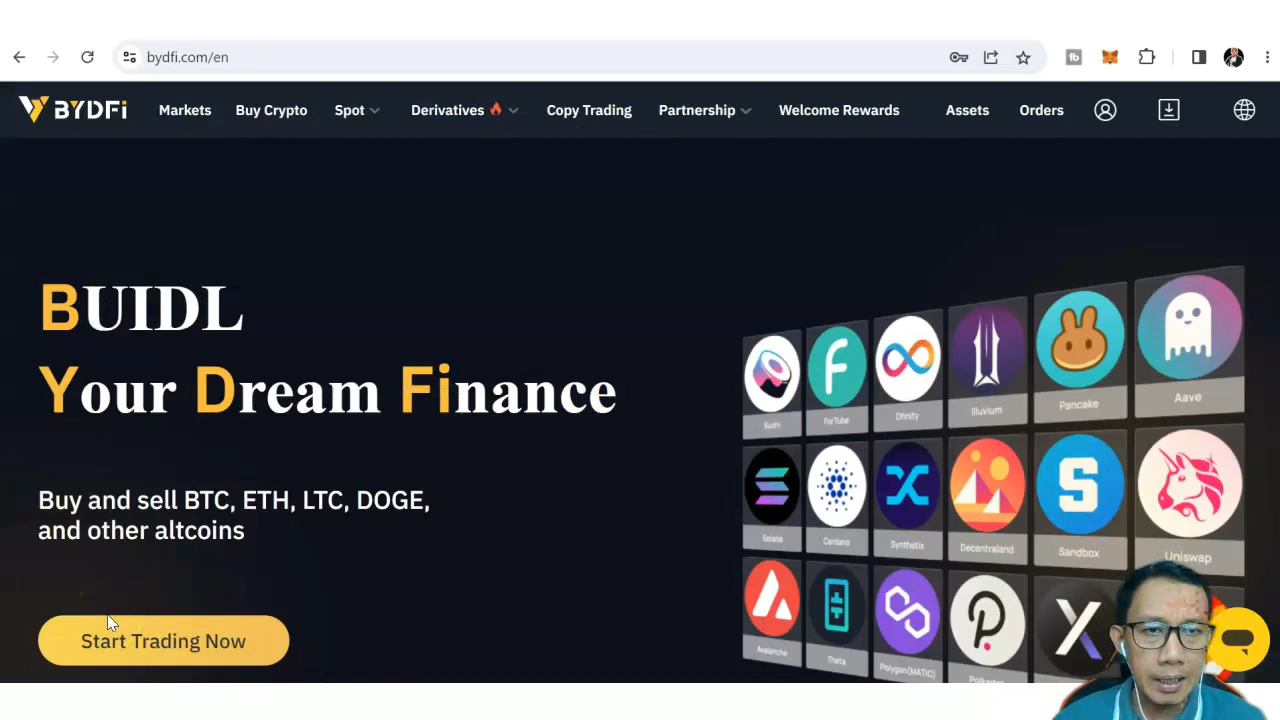 bydfi.com/en
tb
BYDFi
Markets
Buy Crypto
Spot
Derivatives
Copy Trading
Partnership
Welcome Rewards
Assets
Orders
BUIDL
Your Dream Finance
Buy and sell BTC, ETH, LTC, DOGE,
and other altcoins
Start Trading Now
Sushi
ForTube
Dfinity
Illuvium
Pancake
Aave
Solana
Cardano
Synthetix
Decentraland
Sandbox
Uniswap
Avalanche
Theta
Polygon(MATIC)